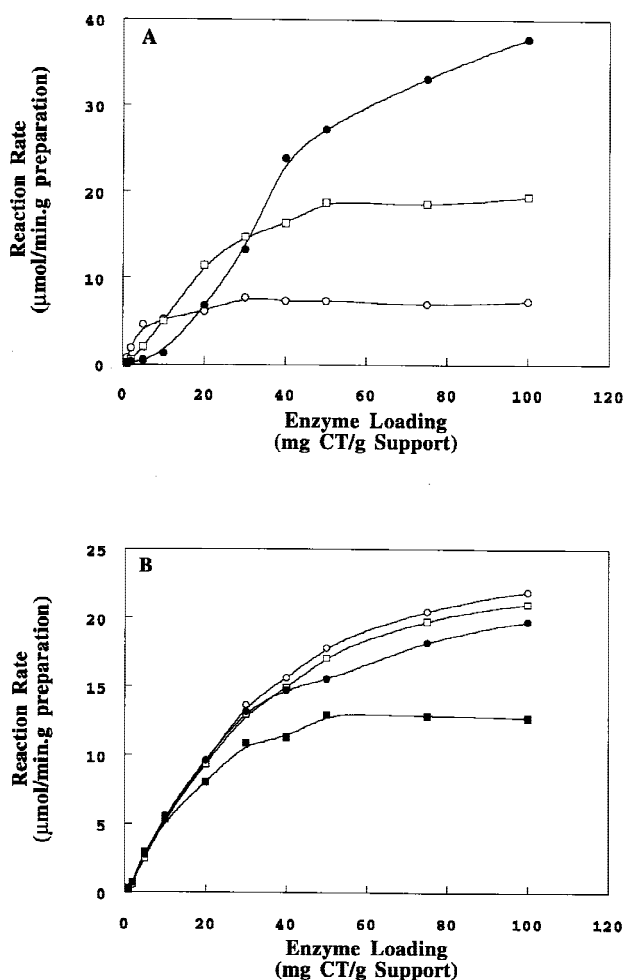 A
40
30
20
10
0
Reaction Rate
(μmol/min.g preparation)
0 20 40 60 80 100 120
Enzyme Loading
(mg CT/g Support)
B
25
20
15
10
5
0
Reaction Rate
(μmol/min.g preparation)
0 20 40 60 80 100 120
Enzyme Loading
(mg CT/g Support)